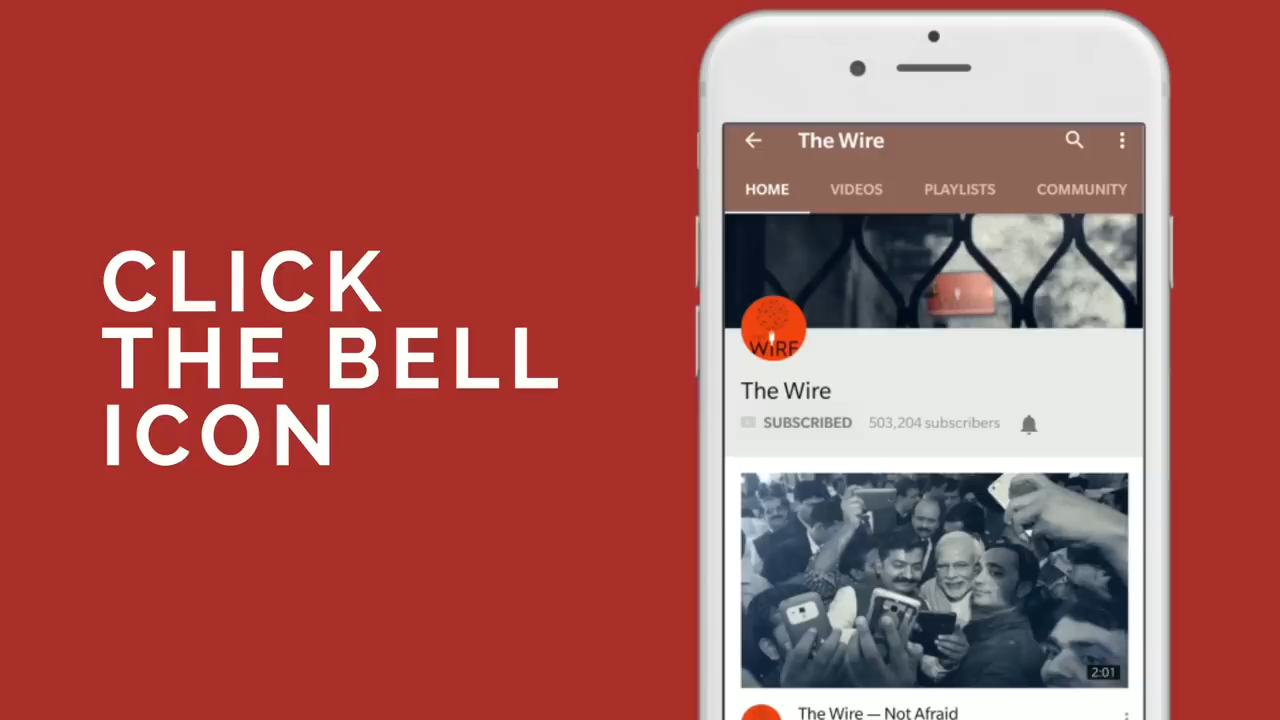 CLICK
THE BELL
ICON
The Wire
HOME VIDEOS PLAYLISTS COMMUNITY
WIRE
The Wire
SUBSCRIBED 503,204 subscribers
2:01
The Wire — Not Afraid